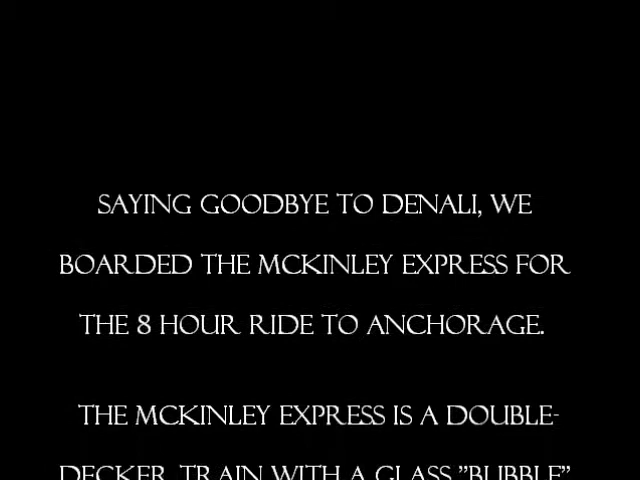 SAYING GOODBYE TO DENALI, WE
BOARDED THE MCKINLEY EXPRESS FOR
THE 8 HOUR RIDE TO ANCHORAGE.
THE MCKINLEY EXPRESS IS A DOUBLE-
DECKER TRAIN WITH A GLASS "BUBBLE"